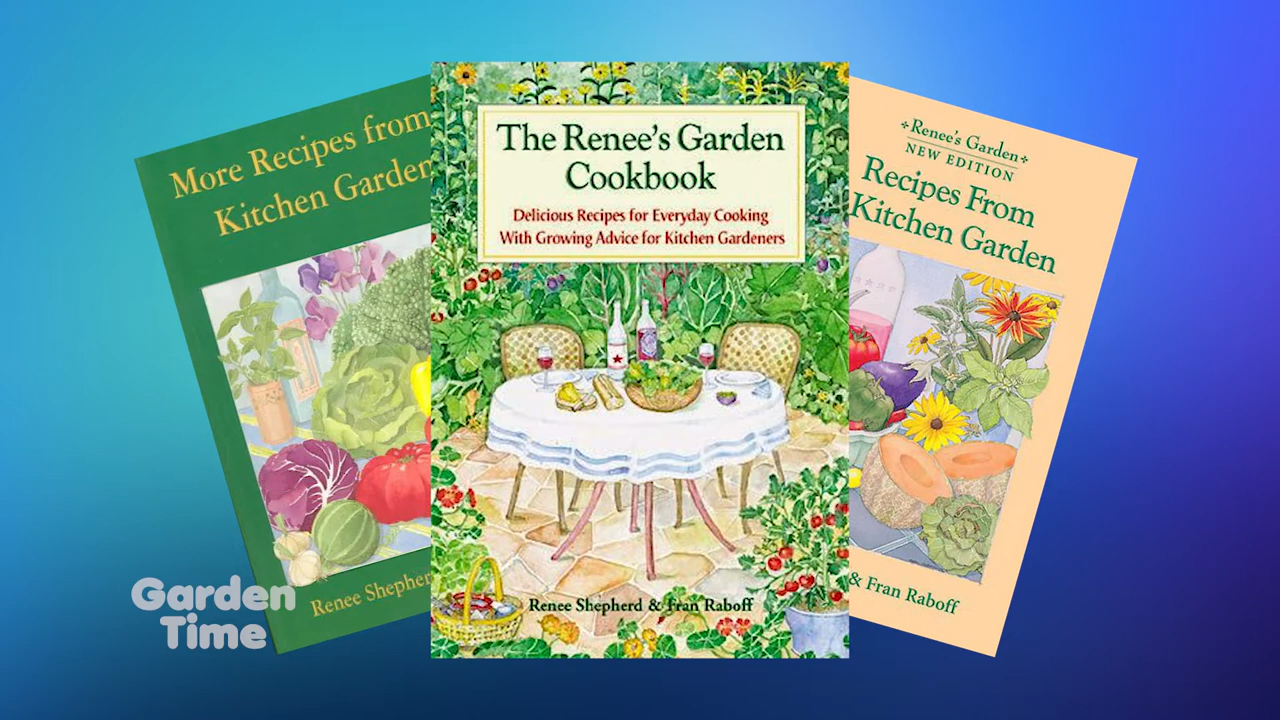 More Recipes from
Kitchen Garden
Renee Shepher
The Renee's Garden
Cookbook
Delicious Recipes for Everyday Cooking
With Growing Advice for Kitchen Gardeners
Renee Shepherd & Fran Raboff
Renee's Garden
NEW EDITION
Recipes From
Kitchen Garden
& Fran Raboff
Garden
Time